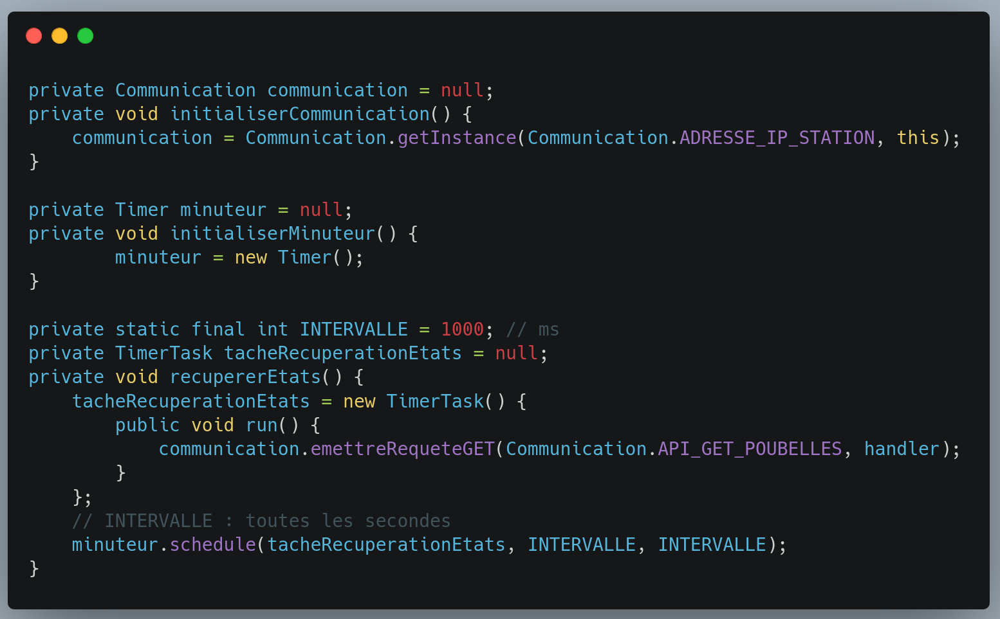 private Communication communication = null;
private void initialiserCommunication() {
    communication = Communication.getInstance(Communication.ADRESSE_IP_STATION, this);
}

private Timer minuteur = null;
private void initialiserMinuteur() {
        minuteur = new Timer();
}

private static final int INTERVALLE = 1000; // ms
private TimerTask tacheRecuperationEtats = null;
private void recupererEtats() {
    tacheRecuperationEtats = new TimerTask() {
        public void run() {
            communication.emettreRequeteGET(Communication.API_GET_POUBELLES, handler);
        }
    };
    // INTERVALLE : toutes les secondes
    minuteur.schedule(tacheRecuperationEtats, INTERVALLE, INTERVALLE);
}